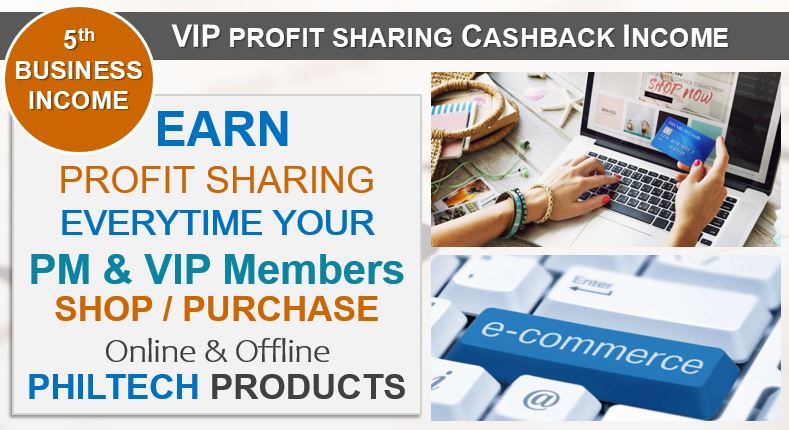 5th
BUSINESS
INCOME
VIP PROFIT SHARING CASHBACK INCOME
EARN
PROFIT SHARING
EVERYTIME YOUR
PM & VIP Members
SHOP / PURCHASE
Online & Offline
PHILTECH PRODUCTS
SHOP NOW
Enter
e-commerce
@